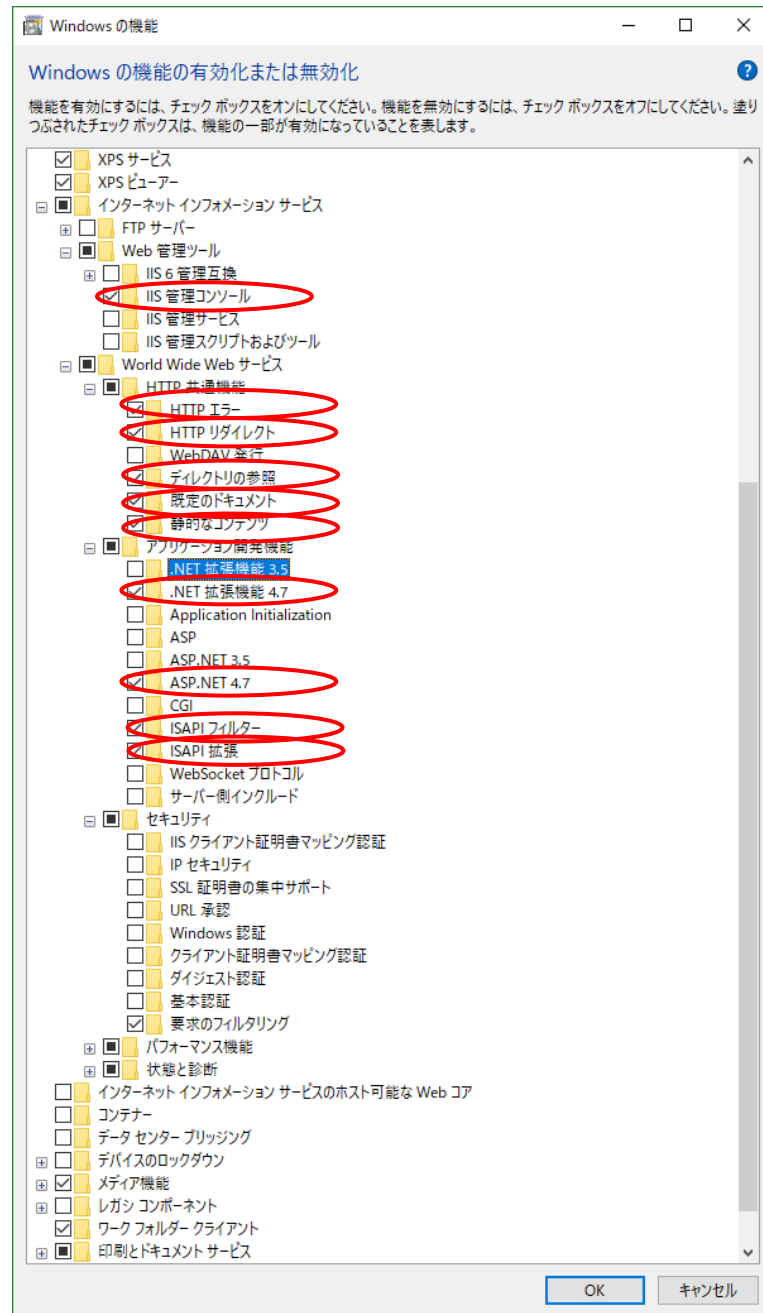 Windows の機能
Windows の機能の有効化または無効化
機能を有効にするには、チェック ボックスをオンにしてください。機能を無効にするには、チェック ボックスをオフにしてください。塗り
つぶされたチェック ボックスは、機能の一部が有効になっていることを表します。
XPS サービス
XPS ビューアー
インターネット インフォメーション サービス
FTP サーバー
Web 管理ツール
IIS 6 管理互換
IIS 管理コンソール
IIS 管理サービス
IIS 管理スクリプトおよびツール
World Wide Web サービス
HTTP 共通機能
HTTP エラー
HTTP リダイレクト
WebDAV 発行
ディレクトリの参照
既定のドキュメント
静的なコンテンツ
アプリケーション開発機能
.NET 拡張機能 3.5
.NET 拡張機能 4.7
Application Initialization
ASP
ASP.NET 3.5
ASP.NET 4.7
CGI
ISAPI フィルター
ISAPI 拡張
WebSocket プロトコル
サーバー側インクルード
セキュリティ
IIS クライアント証明書マッピング認証
IP セキュリティ
SSL 証明書の集中サポート
URL 承認
Windows 認証
クライアント証明書マッピング認証
ダイジェスト認証
基本認証
要求のフィルタリング
パフォーマンス機能
状態と診断
インターネット インフォメーション サービスのホスト可能な Web コア
コンテナー
データ センター ブリッジング
デバイスのロックダウン
メディア機能
レガシ コンポーネント
ワーク フォルダー クライアント
印刷とドキュメント サービス
OK キャンセル